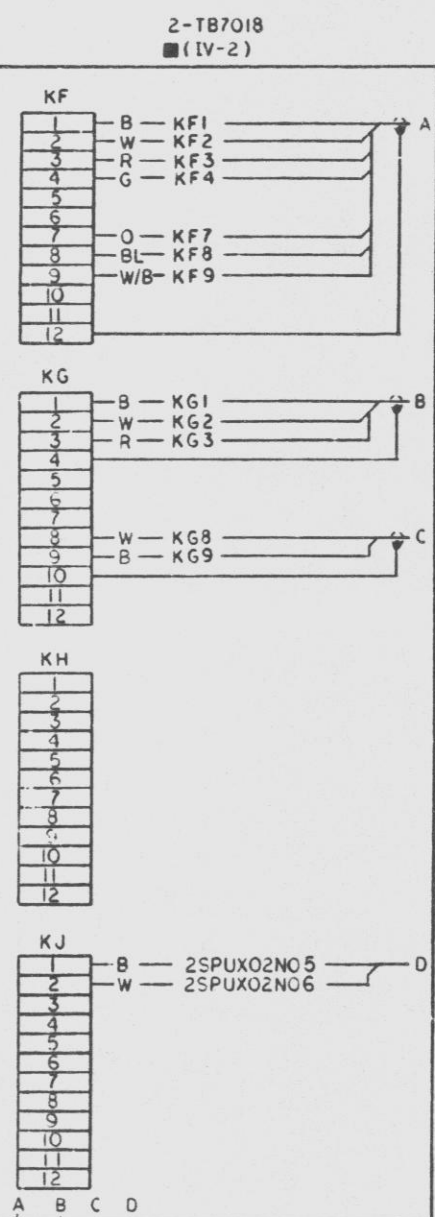 2-TB7018
■(IV-2)
KF
1 B KF1 A
2 W KF2
3 R KF3
4 G KF4
5
6
7 O KF7
8 BL KF8
9 W/B KF9
10
11
12
KG
1 B KG1 B
2 W KG2
3 R KG3
4
5
6
7
8 W KG8 C
9 B KG9
10
11
12
KH
1
2
3
4
5
6
7
8
9
10
11
12
KJ
1 B 2SPUX02N05 D
2 W 2SPUX02N06
3
4
5
6
7
8
9
10
11
12
A B C D